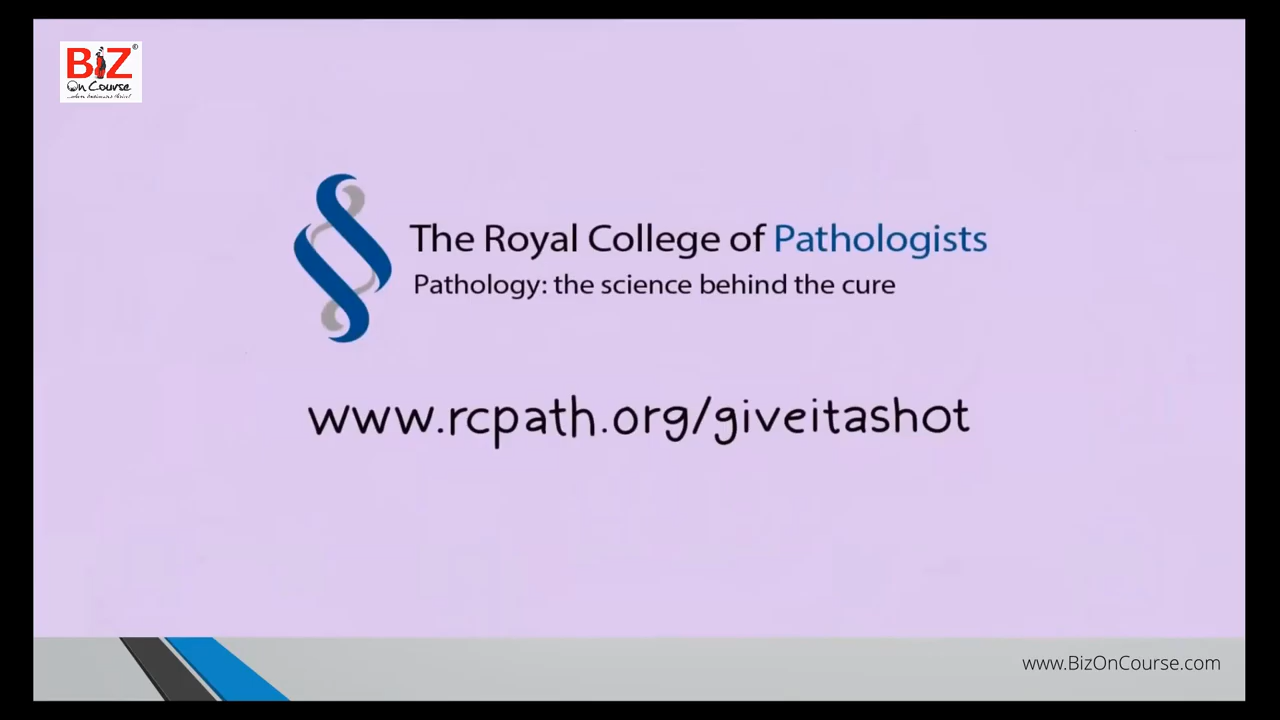 BiZ
On Course
The Royal College of Pathologists
Pathology: the science behind the cure
www.rcpath.org/giveitashot
www.BizOnCourse.com